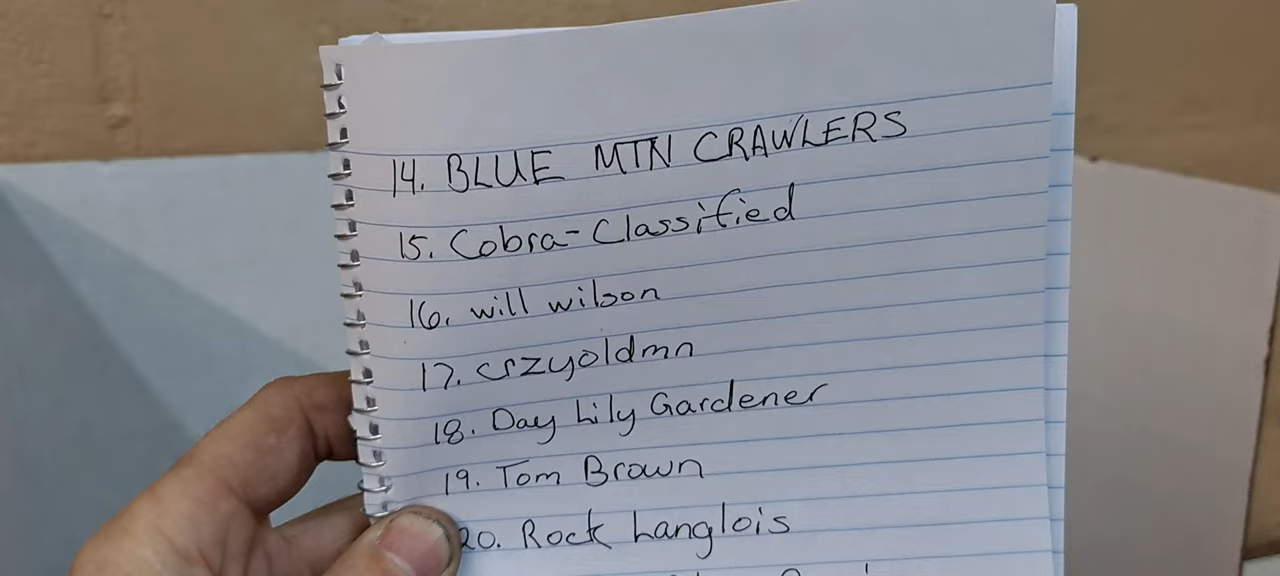 14. BLUE MTN CRAWLERS
15. Cobra-Classified
16. will wilson
17. crzyoldmn
18. Day Lily Gardener
19. Tom Brown
20. Rock Langlois